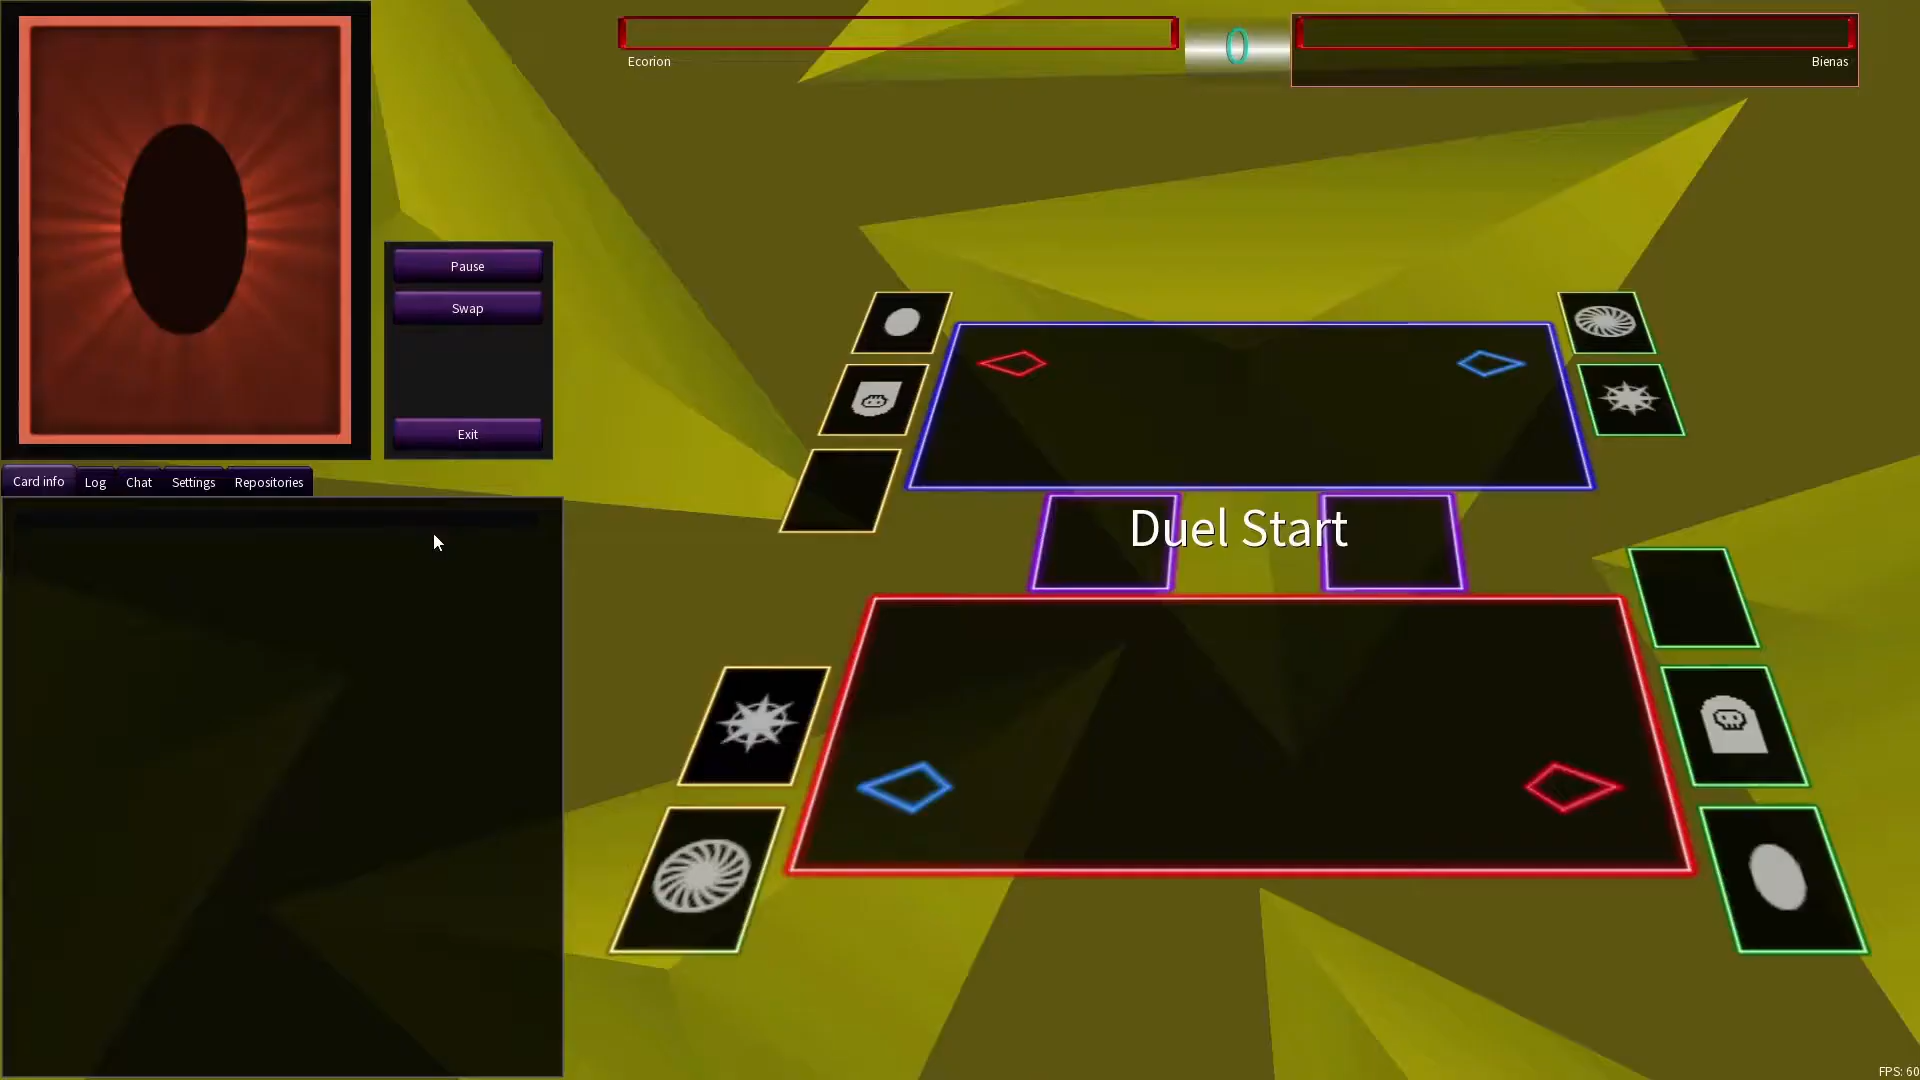 Ecorion
0
Bienas
Pause
Swap
Exit
Card info
Log
Chat
Settings
Repositories
Duel Start
FPS: 60